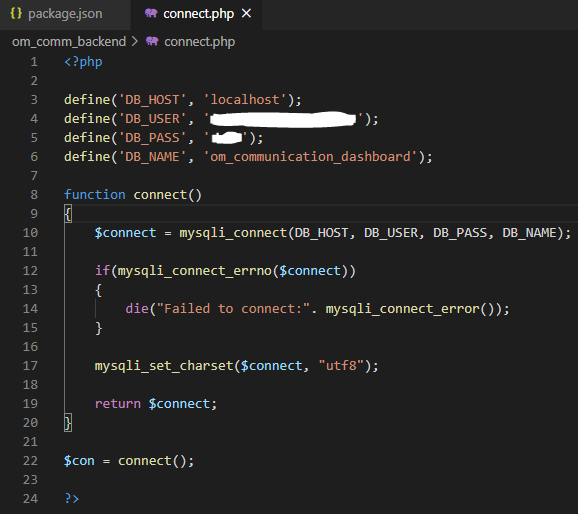 {} package.json connect.php ×
om_comm_backend > connect.php
1 <?php
2
3 define('DB_HOST', 'localhost');
4 define('DB_USER', '');
5 define('DB_PASS', '');
6 define('DB_NAME', 'om_communication_dashboard');
7
8 function connect()
9 {
10 $connect = mysqli_connect(DB_HOST, DB_USER, DB_PASS, DB_NAME);
11
12 if(mysqli_connect_errno($connect))
13 {
14 die("Failed to connect:". mysqli_connect_error());
15 }
16
17 mysqli_set_charset($connect, "utf8");
18
19 return $connect;
20 }
21
22 $con = connect();
23
24 ?>